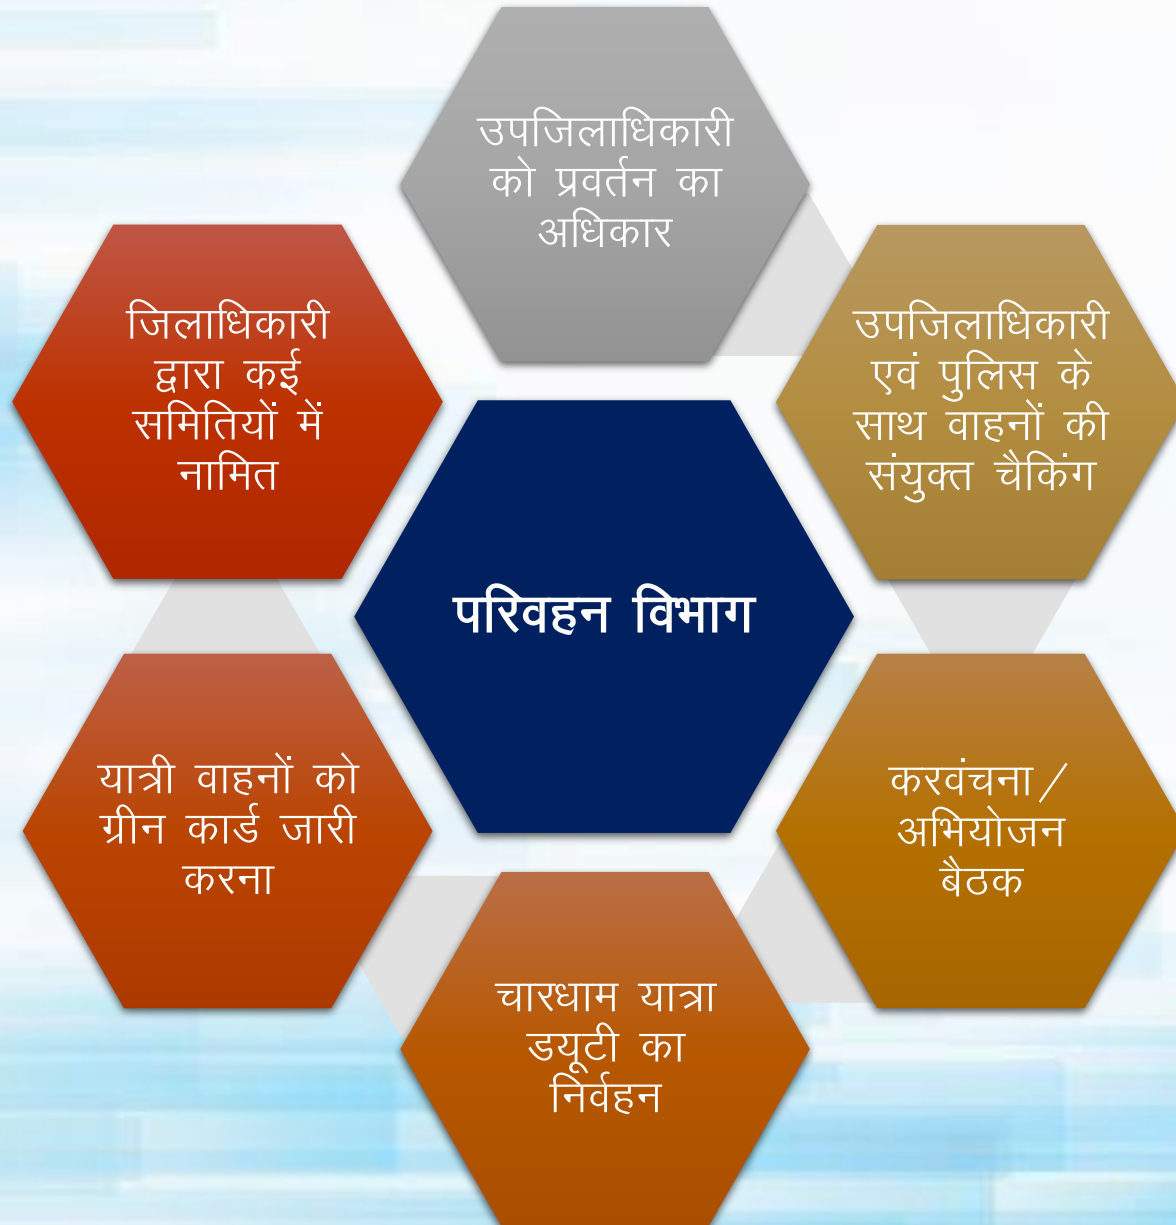 उपजिलाधिकारी
को प्रवर्तन का
अधिकार
उपजिलाधिकारी
एवं पुलिस के
साथ वाहनों की
संयुक्त चैकिंग
करवंचना/
अभियोजन
बैठक
चारधाम यात्रा
डयूटी का
निर्वहन
यात्री वाहनों को
ग्रीन कार्ड जारी
करना
जिलाधिकारी
द्वारा कई
समितियों में
नामित
परिवहन विभाग